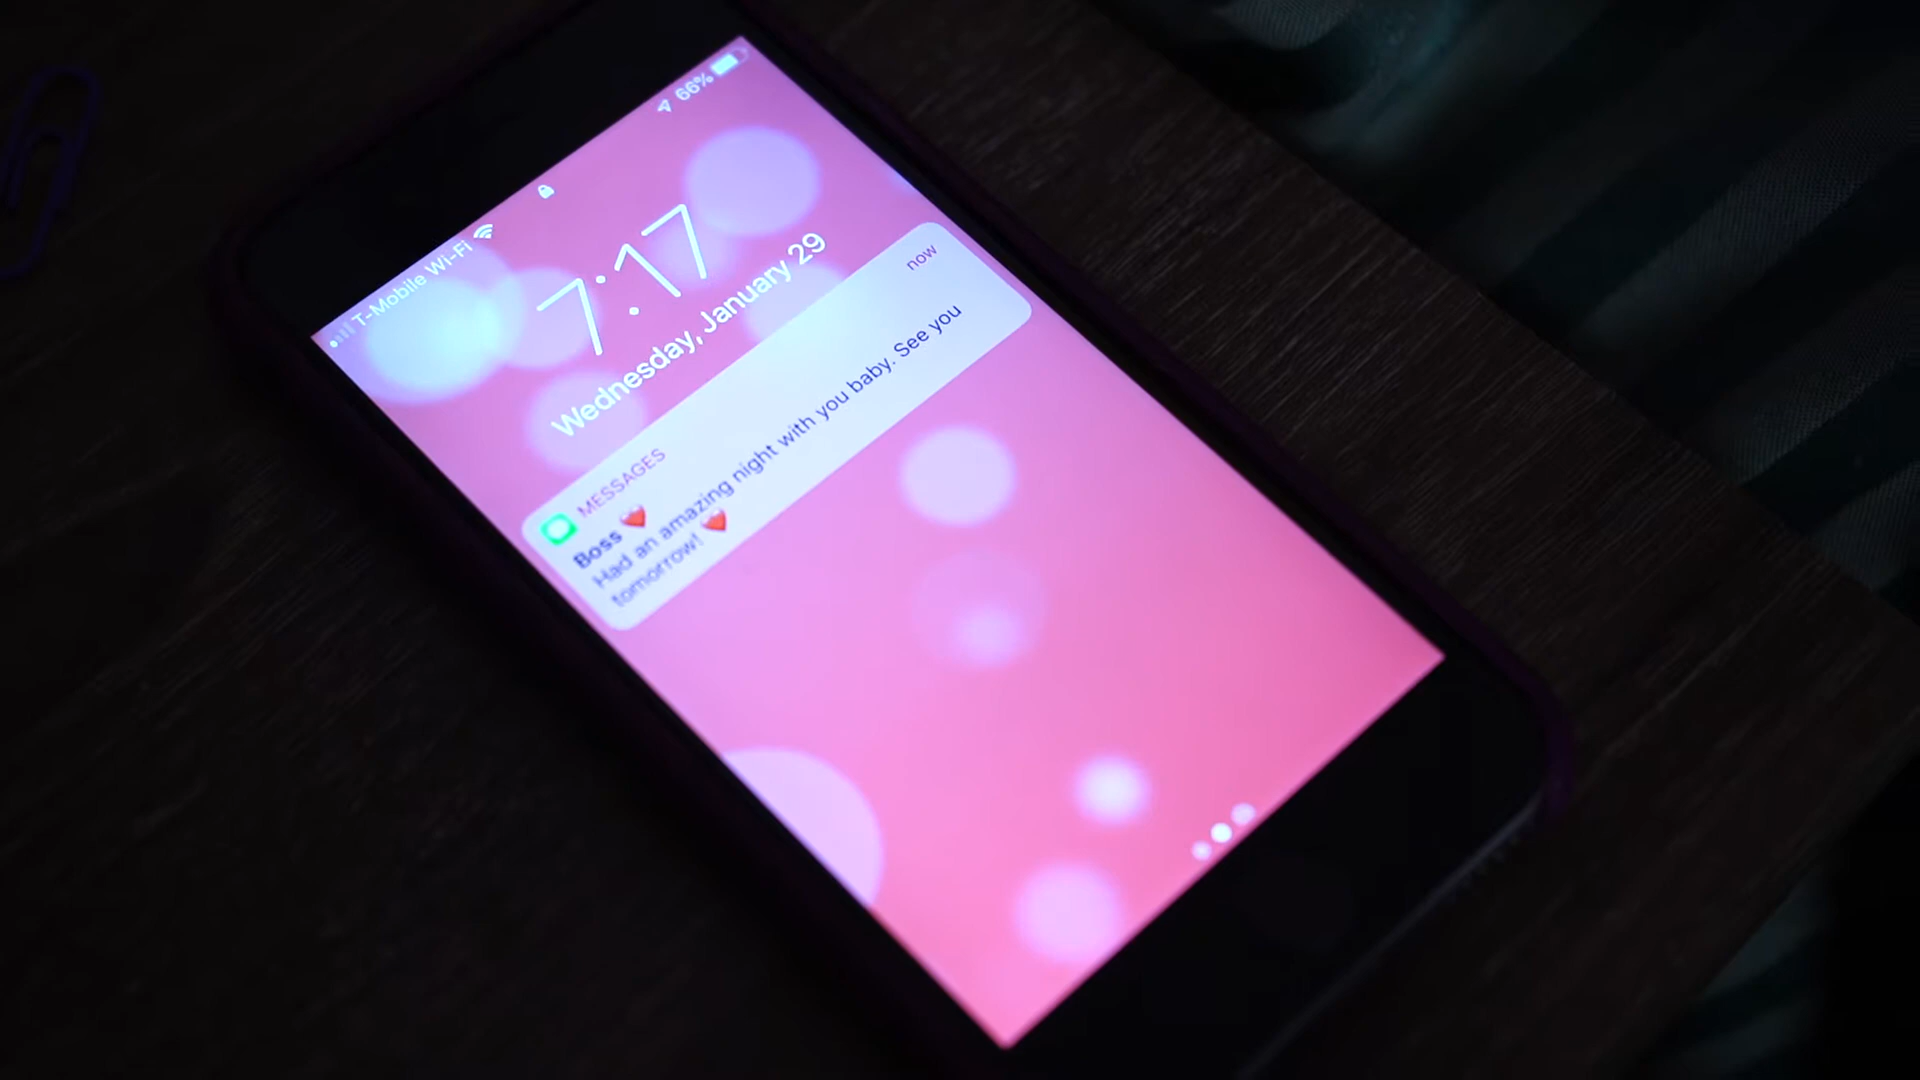 T-Mobile Wi-Fi 66%
7:17
Wednesday, January 29
MESSAGES now
Boss ❤️
Had an amazing night with you baby. See you
tomorrow! ❤️